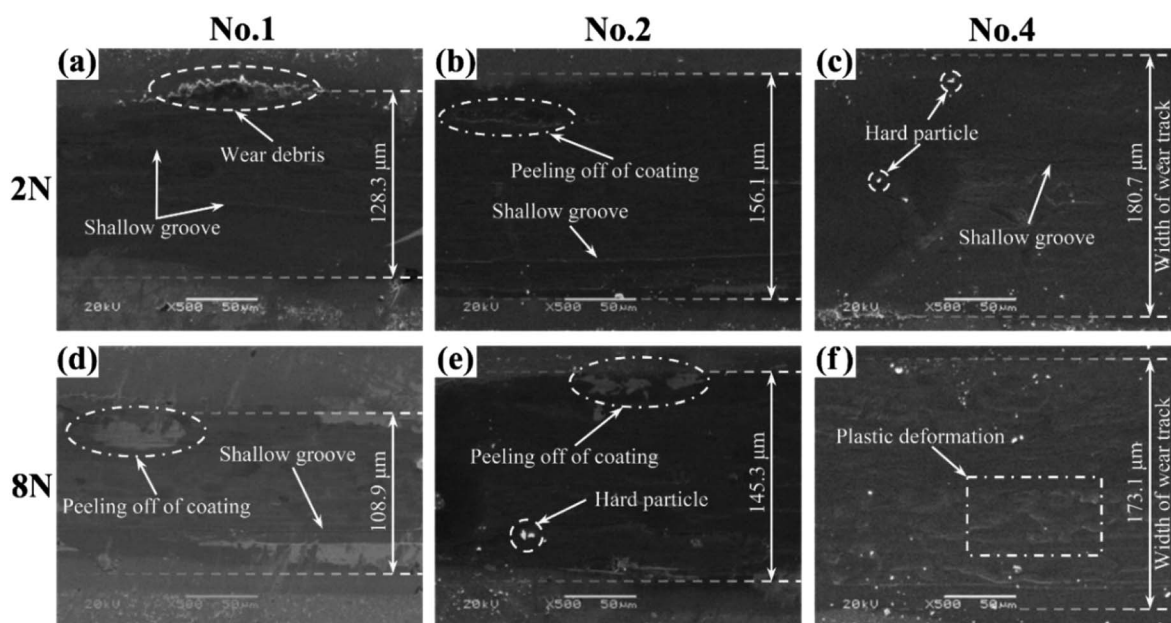 No.1
No.2
No.4
2N
(a)
Wear debris
Shallow groove
128.3 µm
20kV X500 50µm
(b)
Peeling off of coating
Shallow groove
156.1 µm
20kV X500 50µm
(c)
Hard particle
Shallow groove
180.7 µm
Width of wear track
20kV X500 50µm
8N
(d)
Shallow groove
Peeling off of coating
108.9 µm
20kV X500 50µm
(e)
Peeling off of coating
Hard particle
145.3 µm
20kV X500 50µm
(f)
Plastic deformation
173.1 µm
Width of wear track
20kV X500 50µm